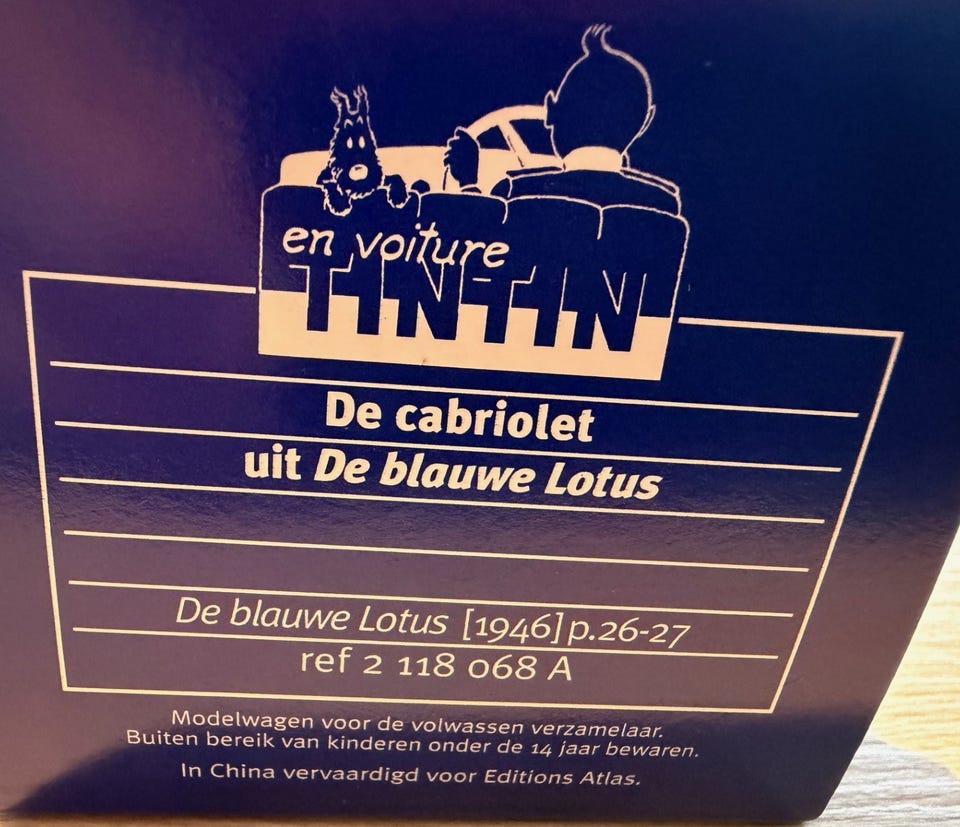 en voiture
TINTIN
De cabriolet
uit De blauwe Lotus
De blauwe Lotus [1946] p.26-27
ref 2 118 068 A
Modelwagen voor de volwassen verzamelaar.
Buiten bereik van kinderen onder de 14 jaar bewaren.
In China vervaardigd voor Editions Atlas.